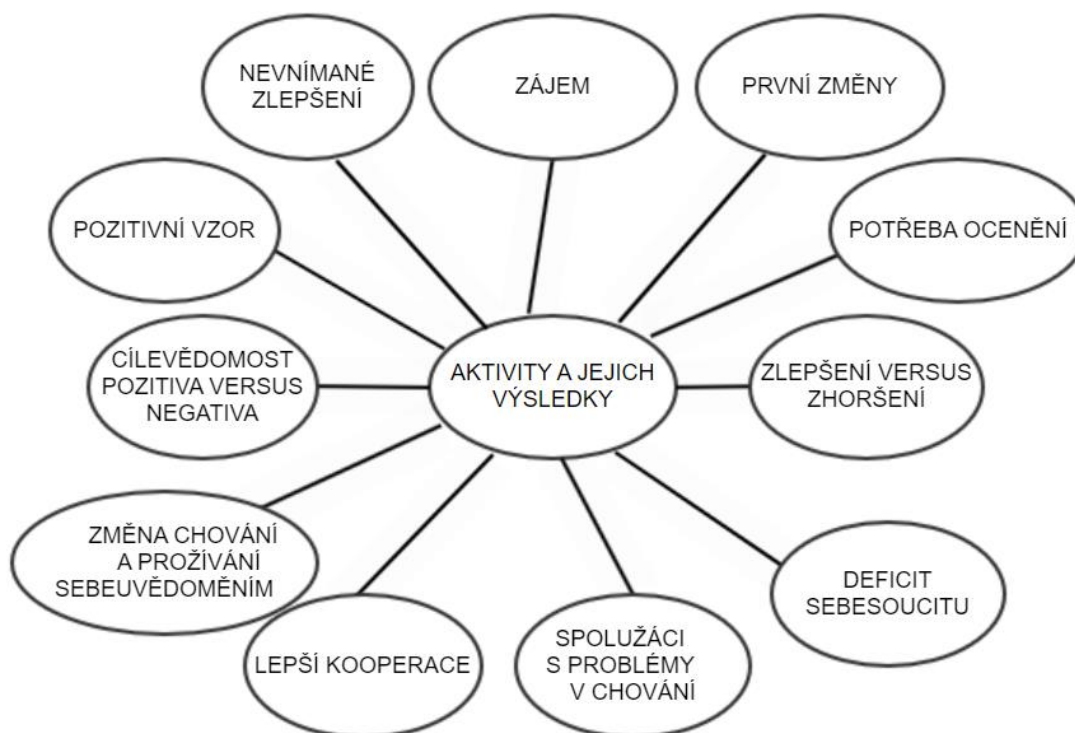 NEVNÍMANÉ
ZLEPŠENÍ
ZÁJEM
PRVNÍ ZMĚNY
POZITIVNÍ VZOR
POTŘEBA OCENĚNÍ
CÍLEVĚDOMOST
POZITIVA VERSUS
NEGATIVA
AKTIVITY A JEJICH
VÝSLEDKY
ZLEPŠENÍ VERSUS
ZHORŠENÍ
ZMĚNA CHOVÁNÍ
A PROŽÍVÁNÍ
SEBEUVĚDOMĚNÍM
DEFICIT
SEBESOUCITU
LEPŠÍ KOOPERACE
SPOLUŽÁCI
S PROBLÉMY
V CHOVÁNÍ